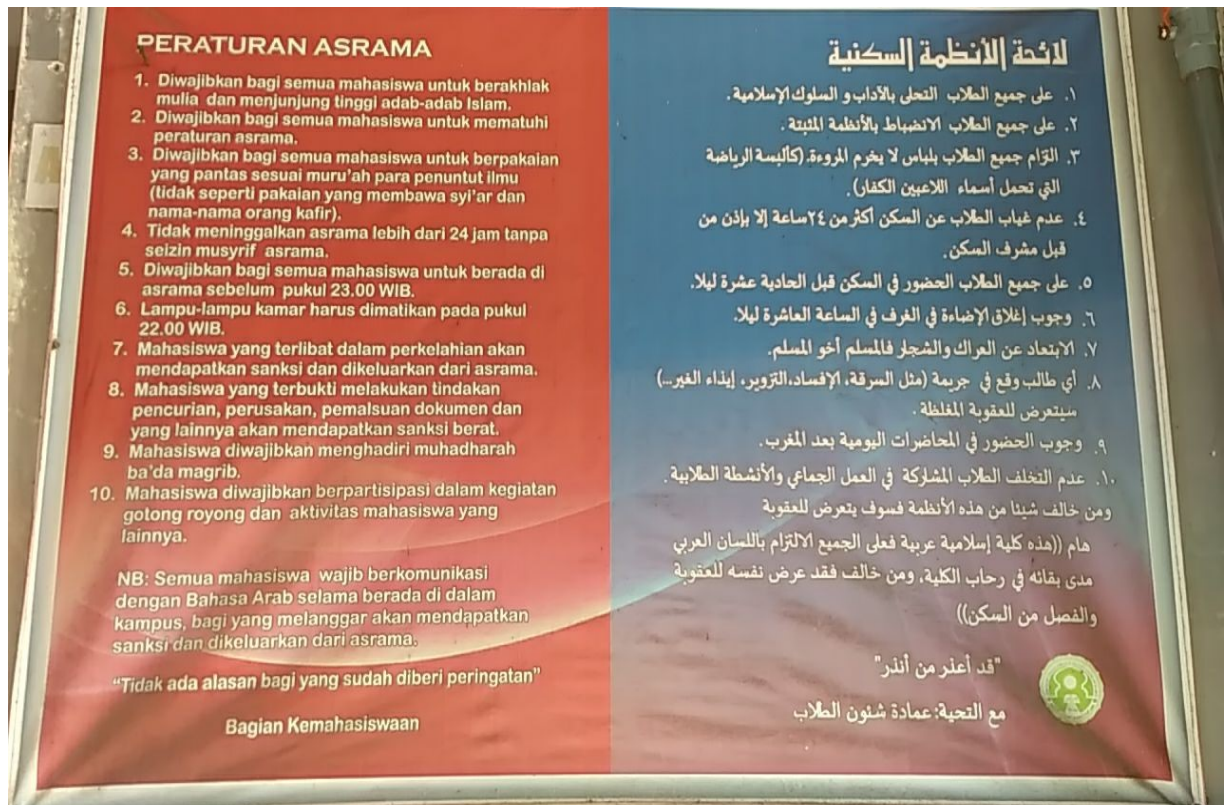 PERATURAN ASRAMA
1. Diwajibkan bagi semua mahasiswa untuk berakhlak
mulia dan menjunjung tinggi adab-adab Islam.
2. Diwajibkan bagi semua mahasiswa untuk mematuhi
peraturan asrama.
3. Diwajibkan bagi semua mahasiswa untuk berpakaian
yang pantas sesuai muru'ah para penuntut ilmu
(tidak seperti pakaian yang membawa syi'ar dan
nama-nama orang kafir).
4. Tidak meninggalkan asrama lebih dari 24 jam tanpa
seizin musyrif asrama.
5. Diwajibkan bagi semua mahasiswa untuk berada di
asrama sebelum pukul 23.00 WIB.
6. Lampu-lampu kamar harus dimatikan pada pukul
22.00 WIB.
7. Mahasiswa yang terlibat dalam perkelahian akan
mendapatkan sanksi dan dikeluarkan dari asrama.
8. Mahasiswa yang terbukti melakukan tindakan
pencurian, perusakan, pemalsuan dokumen dan
yang lainnya akan mendapatkan sanksi berat.
9. Mahasiswa diwajibkan menghadiri muhadharah
ba'da magrib.
10. Mahasiswa diwajibkan berpartisipasi dalam kegiatan
gotong royong dan aktivitas mahasiswa yang
lainnya.
NB: Semua mahasiswa wajib berkomunikasi
dengan Bahasa Arab selama berada di dalam
kampus, bagi yang melanggar akan mendapatkan
sanksi dan dikeluarkan dari asrama.
“Tidak ada alasan bagi yang sudah diberi peringatan”
Bagian Kemahasiswaan
لائحة الأنظمة السكنية
١. على جميع الطلاب التحلى بالآداب و السلوك الإسلامية.
٢. على جميع الطلاب الانضباط بالأنظمة المثبتة.
٣. التزام جميع الطلاب بلباس لا يخرم المروءة. (كألبسة الرياضة
التي تحمل أسماء اللاعبين الكفار).
٤. عدم غياب الطلاب عن السكن أكثر من ٢٤ساعة إلا بإذن من
قبل مشرف السكن.
٥. على جميع الطلاب الحضور في السكن قبل الحادية عشرة ليلا.
٦. وجوب إغلاق الإضاءة في الغرف في الساعة العاشرة ليلا.
٧. الابتعاد عن العراك والشجار فالمسلم أخو المسلم.
٨. أي طالب وقع في جريمة (مثل السرقة، الإفساد، التزوير، إيذاء الغير...)
سيتعرض للعقوبة المغلظة.
٩. وجوب الحضور في المحاضرات اليومية بعد المغرب.
١٠. عدم التخلف الطلاب المشاركة في العمل الجماعي والأنشطة الطلابية.
ومن خالف شيئا من هذه الأنظمة فسوف يتعرض للعقوبة
هام ((هذه كلية إسلامية عربية فعلى الجميع الالتزام باللسان العربي
مدى بقائه في رحاب الكلية، ومن خالف فقد عرض نفسه للعقوبة
والفصل من السكن))
"قد أعذر من أنذر"
مع التحية: عمادة شئون الطلاب